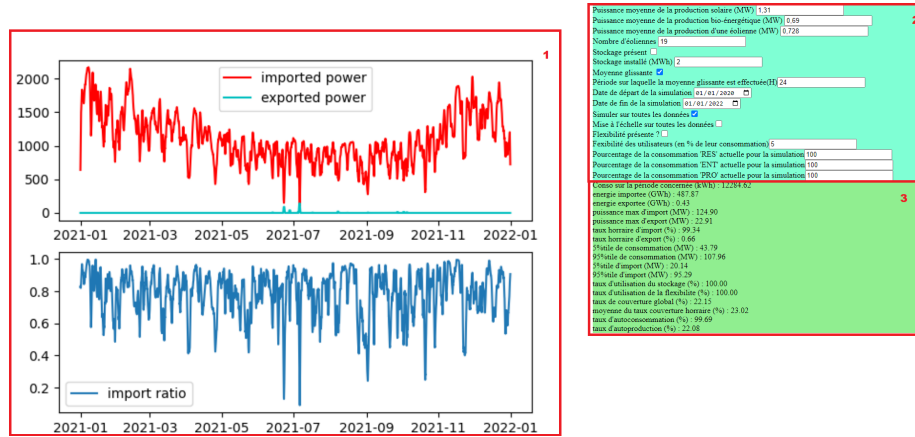 1
imported power
exported power
2000
1500
1000
500
0
2021-01 2021-03 2021-05 2021-07 2021-09 2021-11 2022-01
1.0
0.8
0.6
0.4
0.2
import ratio
2021-01 2021-03 2021-05 2021-07 2021-09 2021-11 2022-01
2
Puissance moyenne de la production solaire (MW) 1,31
Puissance moyenne de la production bio-énergétique (MW) 0,69
Puissance moyenne de la production d'une éolienne (MW) 0,728
Nombre d'éoliennes 19
Stockage présent
Stockage installé (MWh) 2
Moyenne glissante
Période sur laquelle la moyenne glissante est effectuée(H) 24
Date de départ de la simulation 01/01/2020
Date de fin de la simulation 01/01/2022
Simuler sur toutes les données
Mise à l'échelle sur toutes les données
Flexibilité présente ?
Fexibilité des utilisateurs (en % de leur consommation) 5
Pourcentage de la consommation 'RES' actuelle pour la simulation 100
Pourcentage de la consommation 'ENT' actuelle pour la simulation 100
Pourcentage de la consommation 'PRO' actuelle pour la simulation 100
3
Conso sur la période concernée (kWh) : 12284.62
energie importee (GWh) : 487.87
energie exportee (GWh) : 0.43
puissance max d'import (MW) : 124.90
puissance max d'export (MW) : 22.91
taux horaire d'import (%) : 99.34
taux horraire d'export (%) : 0.66
5%tile de consommation (MW) : 43.79
95%tile de consommation (MW) : 107.96
5%tile d'import (MW) : 20.14
95%tile d'import (MW) : 95.29
taux d'utilisation du stockage (%) : 100.00
taux d'utilisation de la flexibilite (%) : 100.00
taux de couverture global (%) : 22.15
moyenne du taux couverture horraire (%) : 23.02
taux d'autoconsommation (%) : 99.69
taux d'autoproduction (%) : 22.08